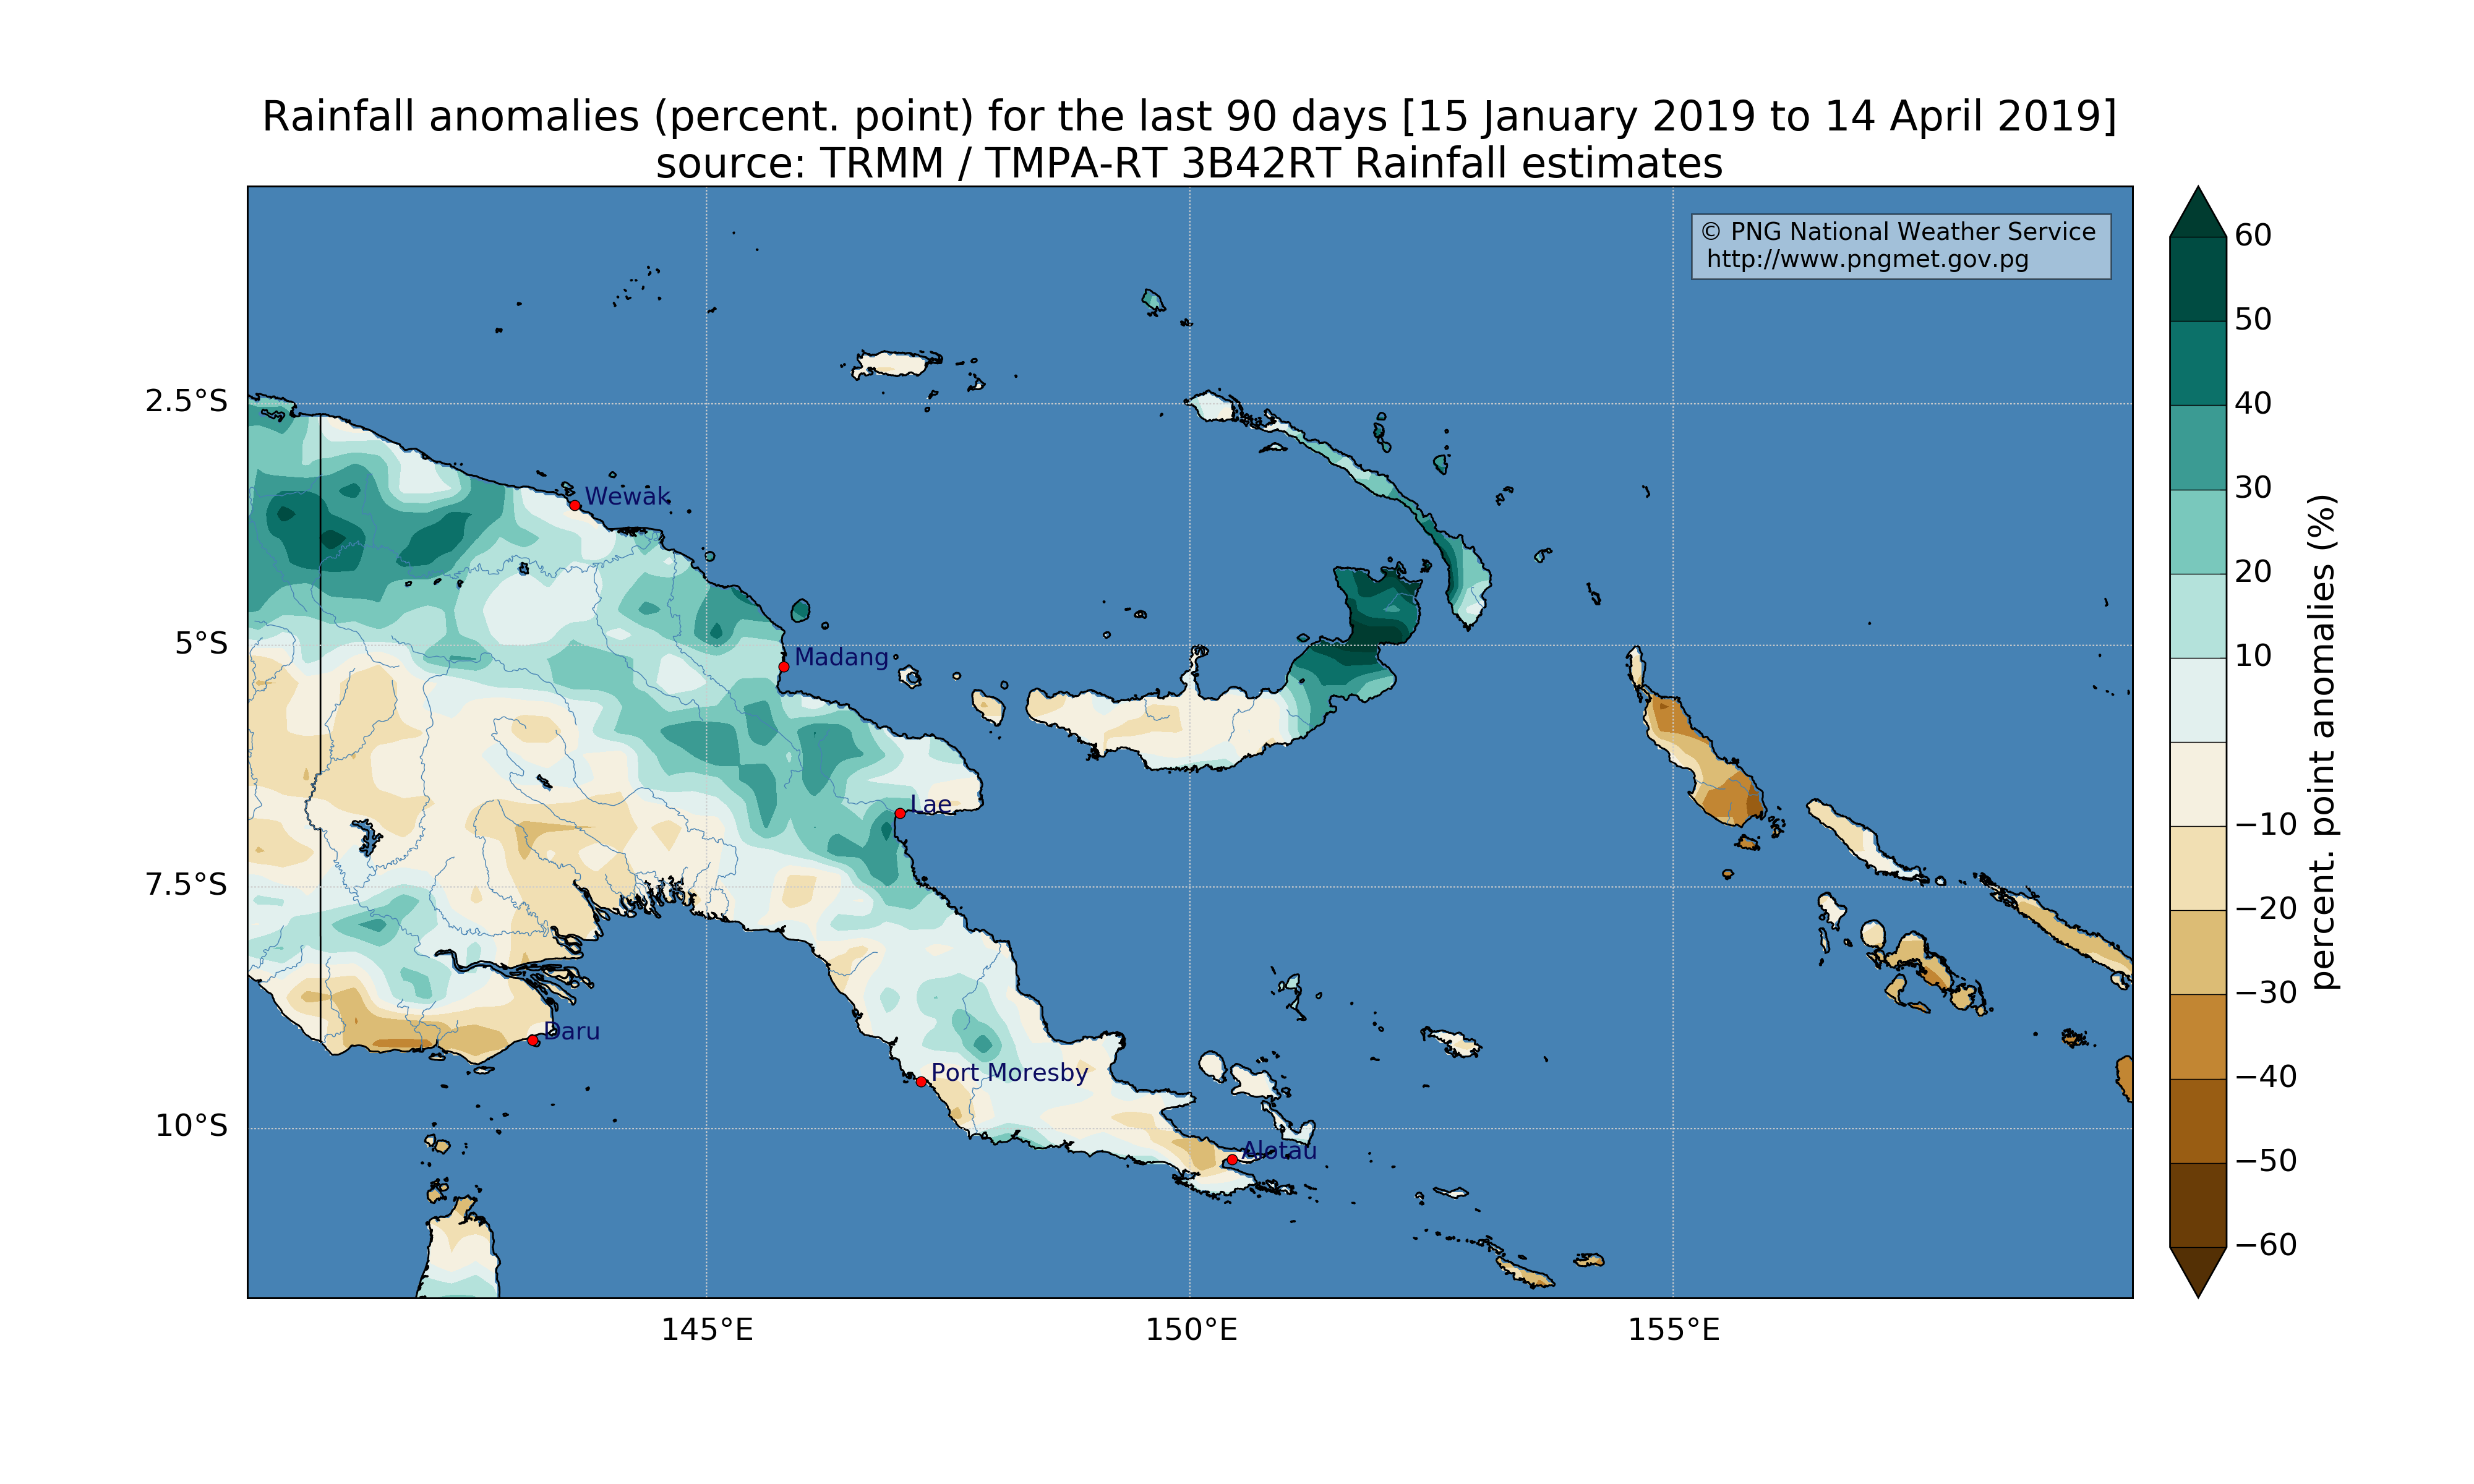 Rainfall anomalies (percent. point) for the last 90 days [15 January 2019 to 14 April 2019]
source: TRMM / TMPA-RT 3B42RT Rainfall estimates
© PNG National Weather Service
http://www.pngmet.gov.pg
60
50
40
30
20
10
−10
−20
−30
−40
−50
−60
percent. point anomalies (%)
2.5°S
5°S
7.5°S
10°S
Wewak
Madang
Lae
Daru
Port Moresby
Alotau
145°E
150°E
155°E